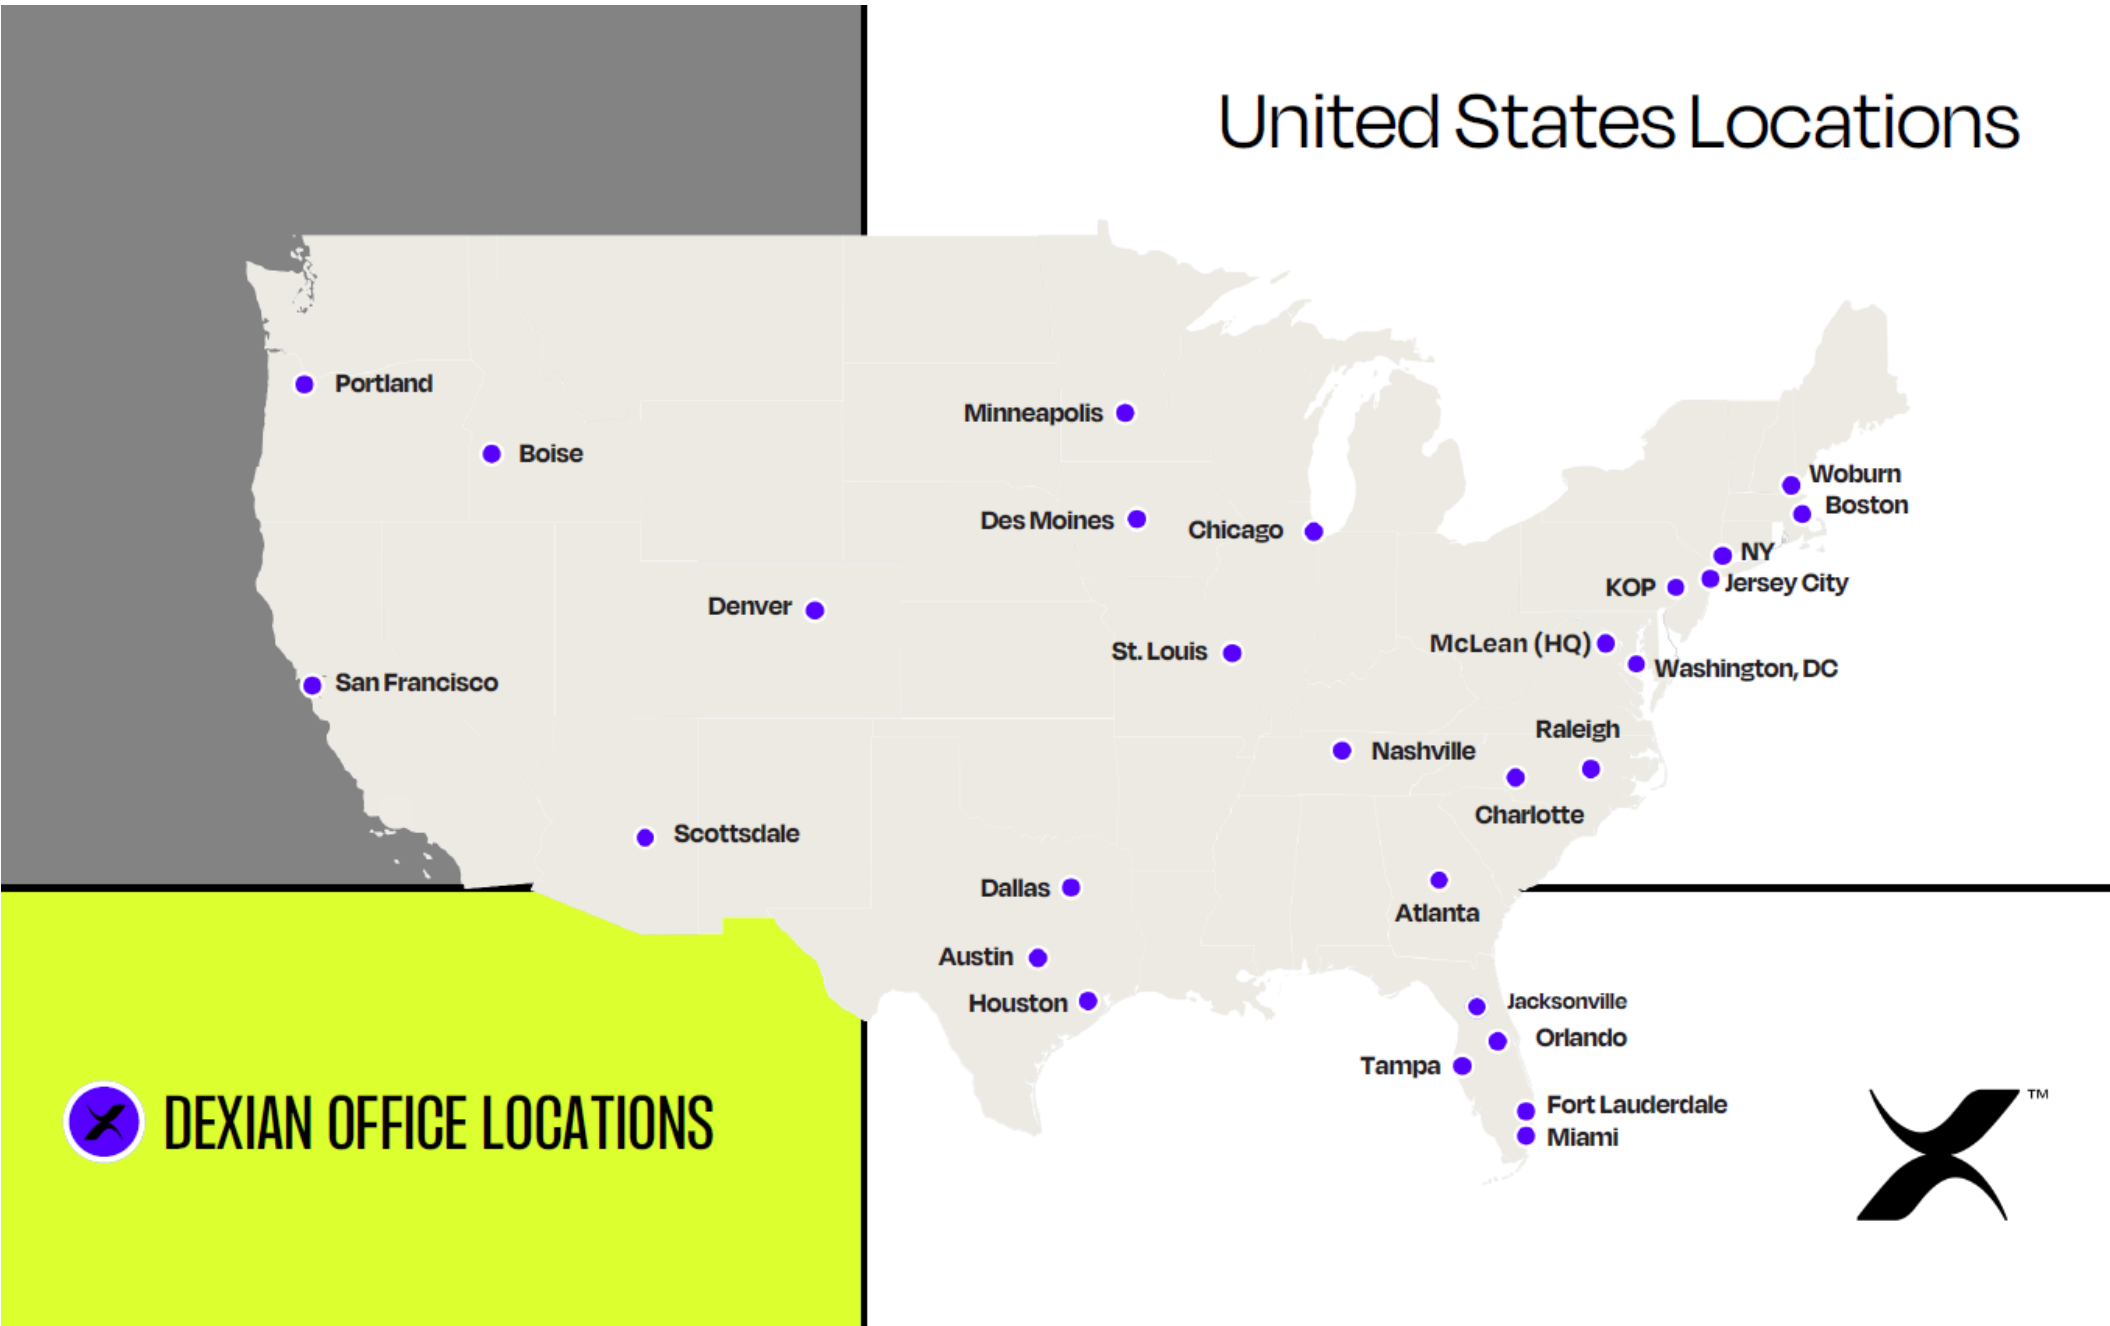 United States Locations
Portland
Minneapolis
Boise
Woburn
Boston
Des Moines
Chicago
NY
Jersey City
KOP
Denver
McLean (HQ)
St. Louis
Washington, DC
San Francisco
Raleigh
Nashville
Charlotte
Scottsdale
Dallas
Atlanta
Austin
Houston
Jacksonville
Orlando
Tampa
Fort Lauderdale
Miami
DEXIAN OFFICE LOCATIONS
TM